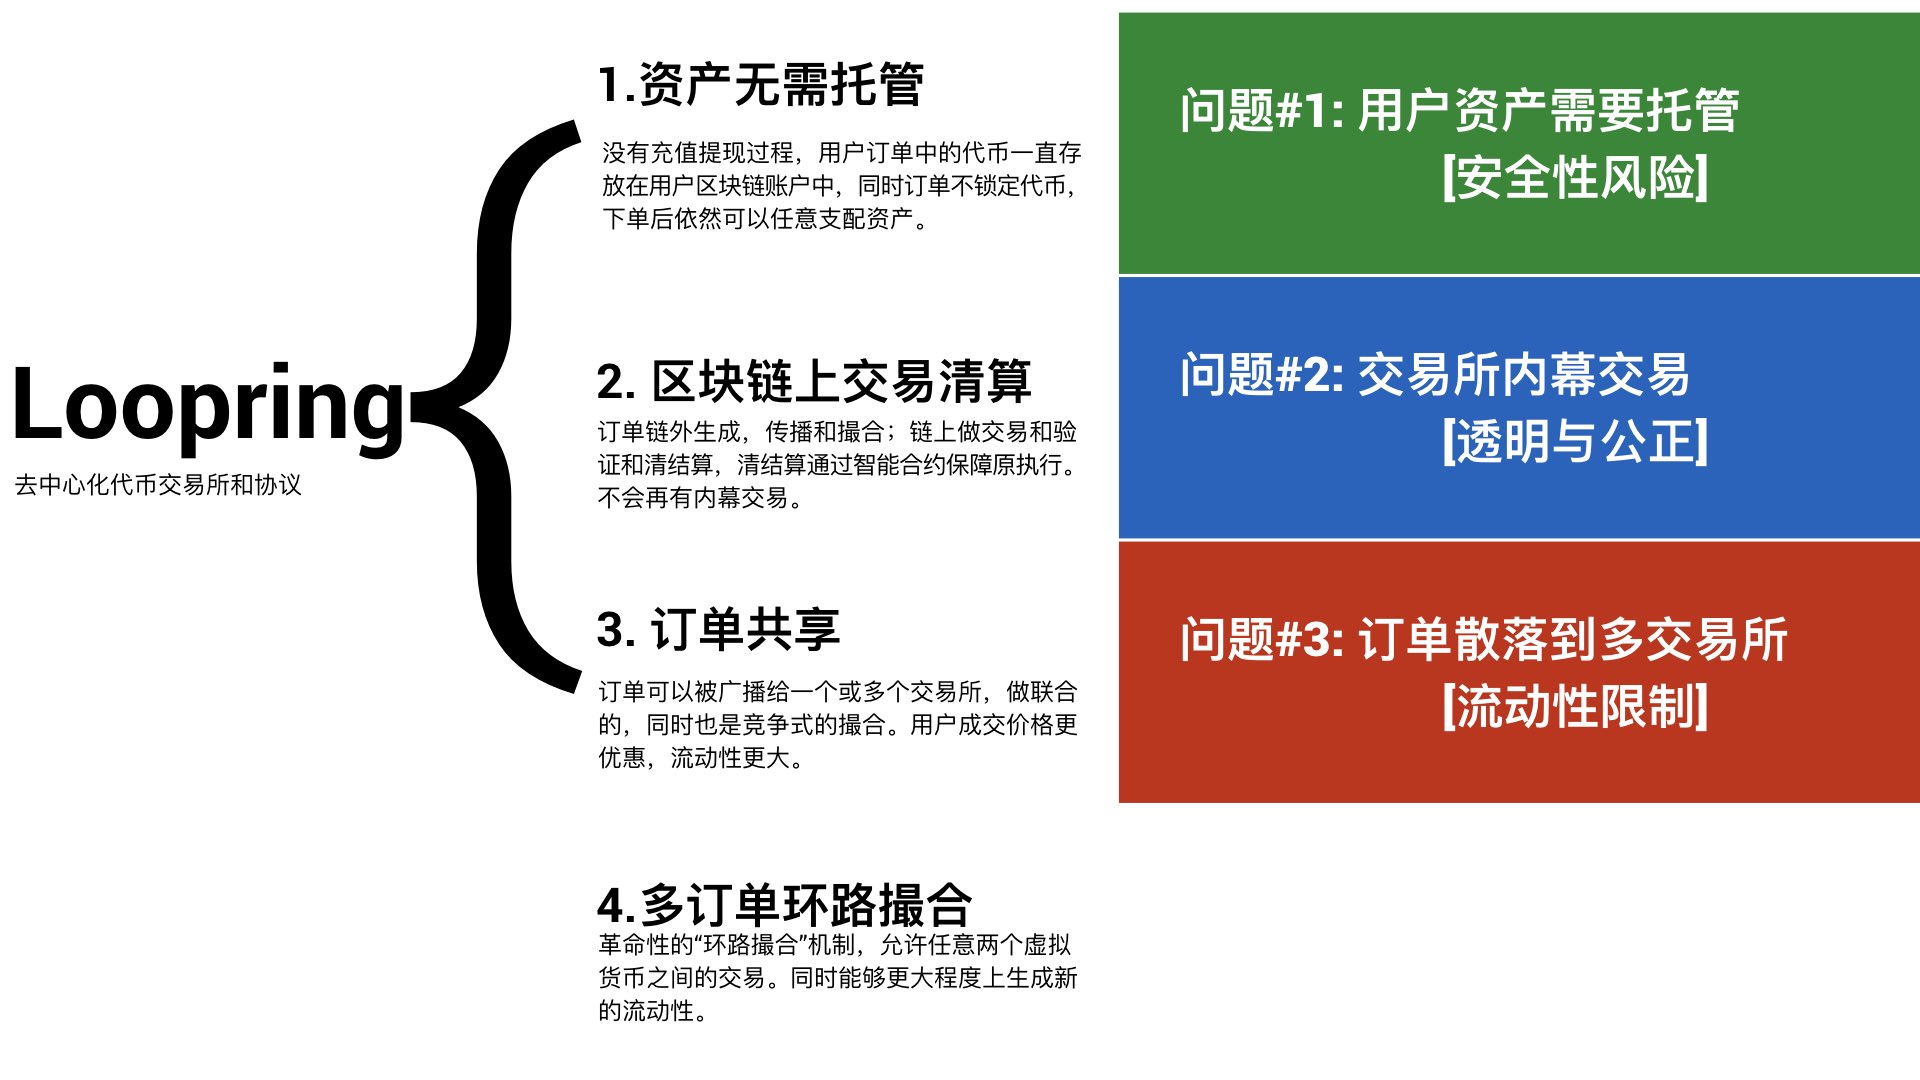 Loopring
去中心化代币交易所和协议
1.资产无需托管
没有充值提现过程，用户订单中的代币一直存
放在用户区块链账户中，同时订单不锁定代币，
下单后依然可以任意支配资产。
2. 区块链上交易清算
订单链外生成，传播和撮合；链上做交易和验
证和清结算，清结算通过智能合约保障原执行。
不会再有内幕交易。
3. 订单共享
订单可以被广播给一个或多个交易所，做联合
的，同时也是竞争式的撮合。用户成交价格更
优惠，流动性更大。
4.多订单环路撮合
革命性的“环路撮合”机制，允许任意两个虚拟
货币之间的交易。同时能够更大程度上生成新
的流动性。
问题#1: 用户资产需要托管
[安全性风险]
问题#2: 交易所内幕交易
[透明与公正]
问题#3: 订单散落到多交易所
[流动性限制]